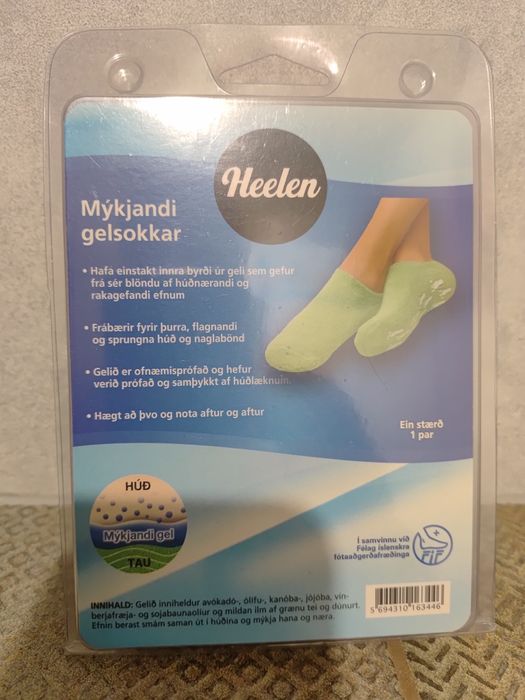 Heelen
Mýkjandi
gelsokkar
• Hafa einstakt innra byrði úr geli sem gefur
frá sér blöndu af húðnærandi og
rakagefandi efnum
• Frábærir fyrir þurra, flagnandi
og sprungna húð og naglabönd
• Gelið er ofnæmisprófað og hefur
verið prófað og samþykkt af húðlæknum.
• Hægt að þvo og nota aftur og aftur
Ein stærð
1 par
HÚÐ
Mýkjandi gel
TAU
Í samvinnu við
Félag íslenskra
fótaaðgerðafræðinga
FÍF
INNIHALD: Gelið inniheldur avókadó-, ólífu-, kanóba-, jójóba, vín-
berjafræja- og sojabaunaolíur og mildan ilm af grænu tei og dúnurt.
Efnin berast smám saman út í húðina og mýkja hana og næra.
5 694310 163446